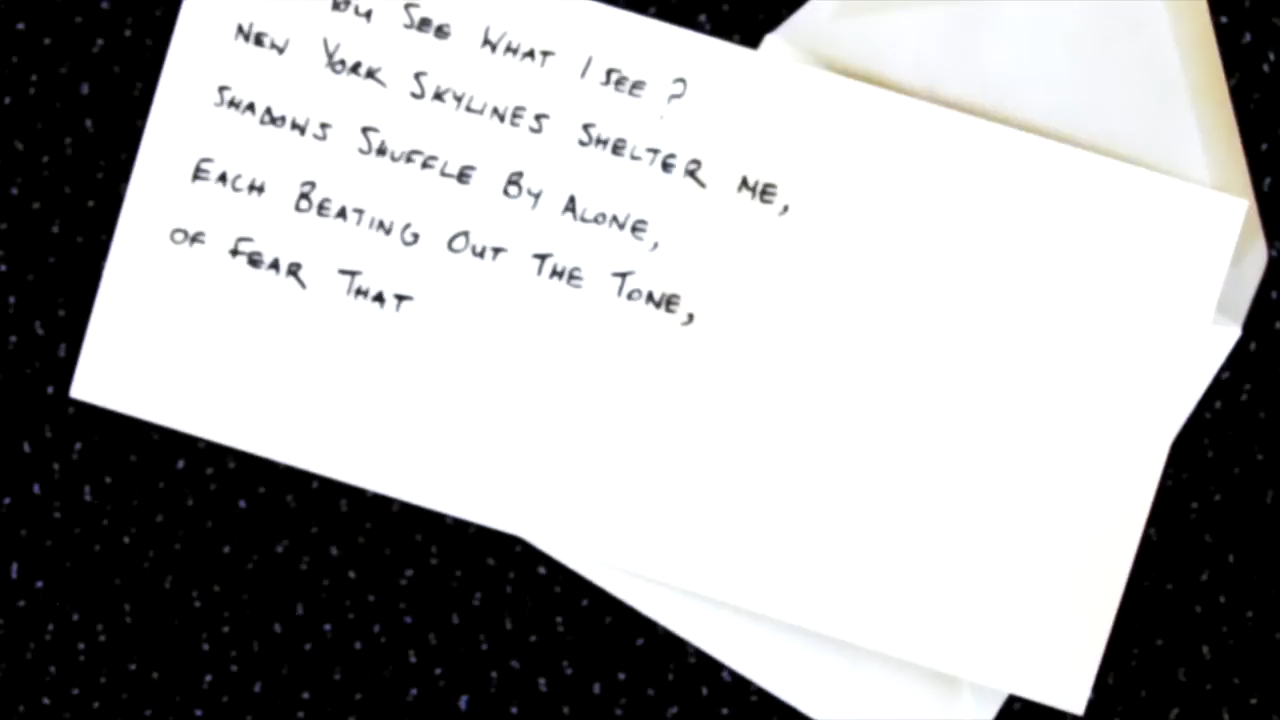 See What I see ?
New York Skylines Shelter me,
Shadows Shuffle By Alone,
Each Beating Out The Tone,
of Fear That